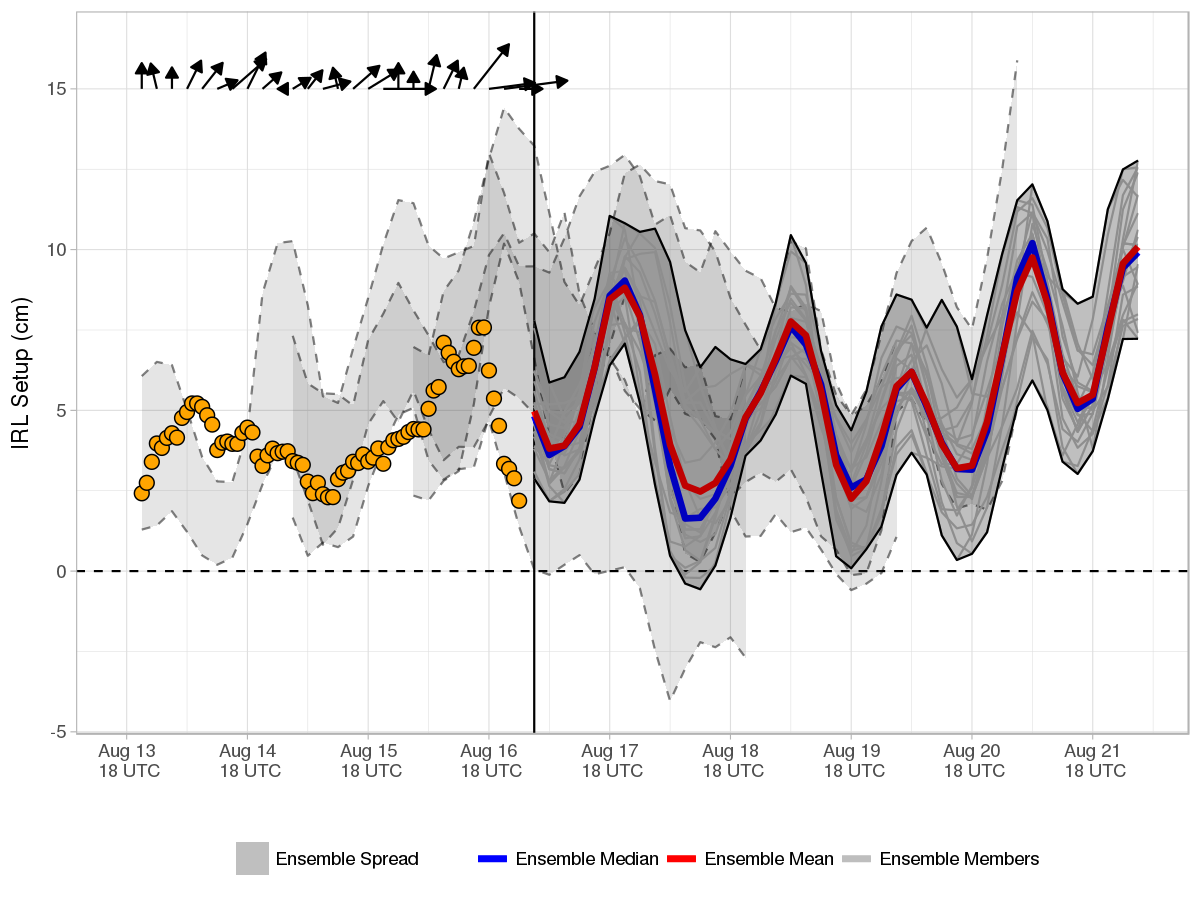 IRL Setup (cm)
15
10
5
0
-5
Aug 13
18 UTC
Aug 14
18 UTC
Aug 15
18 UTC
Aug 16
18 UTC
Aug 17
18 UTC
Aug 18
18 UTC
Aug 19
18 UTC
Aug 20
18 UTC
Aug 21
18 UTC
Ensemble Spread
Ensemble Median
Ensemble Mean
Ensemble Members